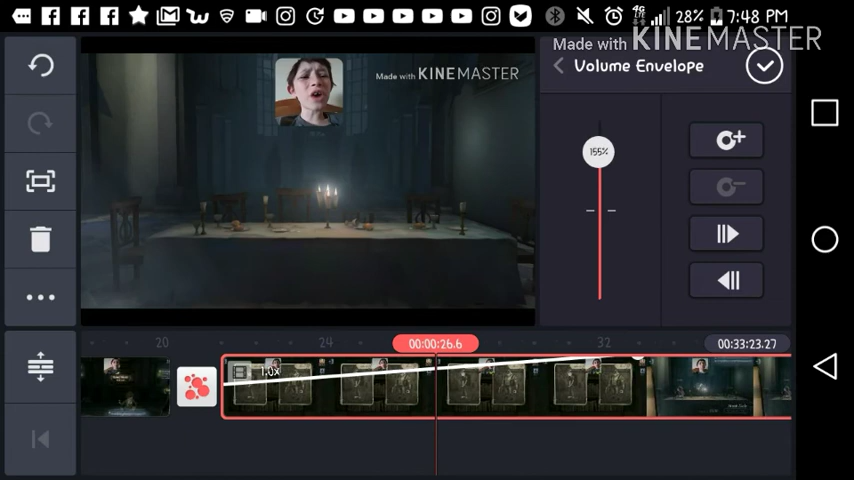 4G
28% 7:48 PM
Made with KINEMASTER
Made with KINEMASTER
Volume Envelope
155%
20
24
00:00:26.6
32
00:33:23.27
1.0x